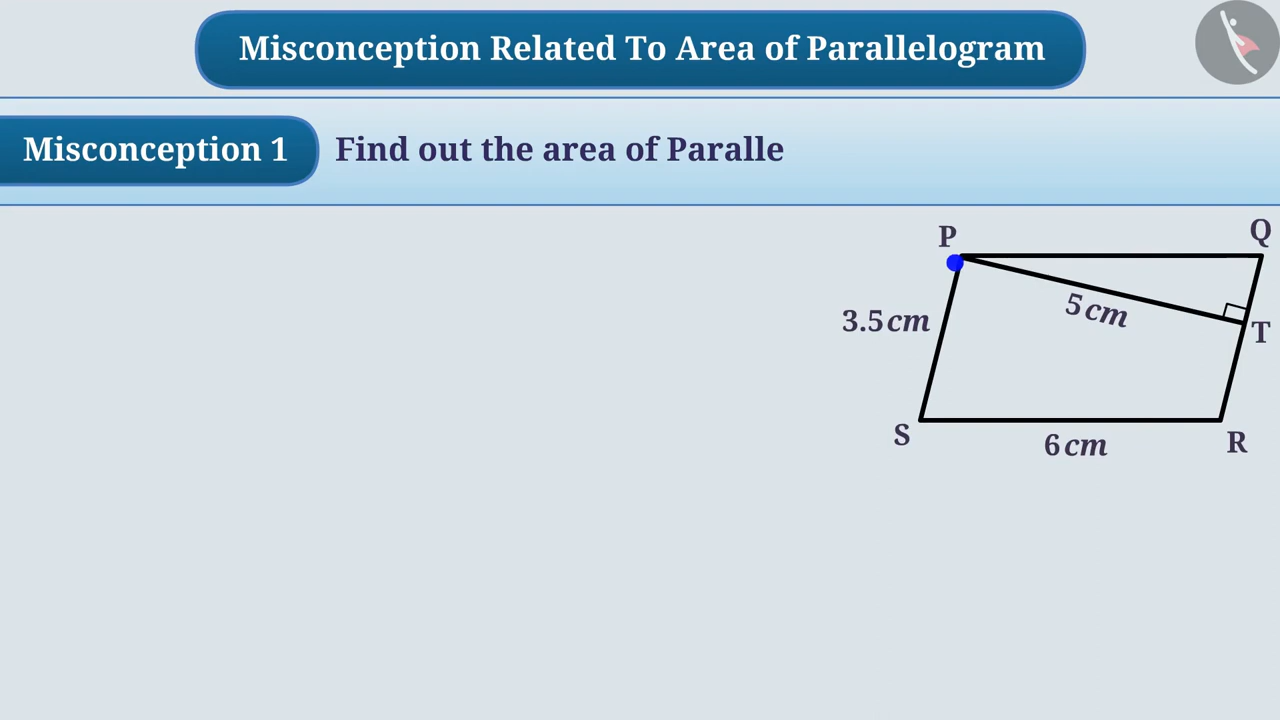 Misconception Related To Area of Parallelogram
Misconception 1
Find out the area of Paralle
P
Q
3.5 cm
5 cm
T
S
6 cm
R